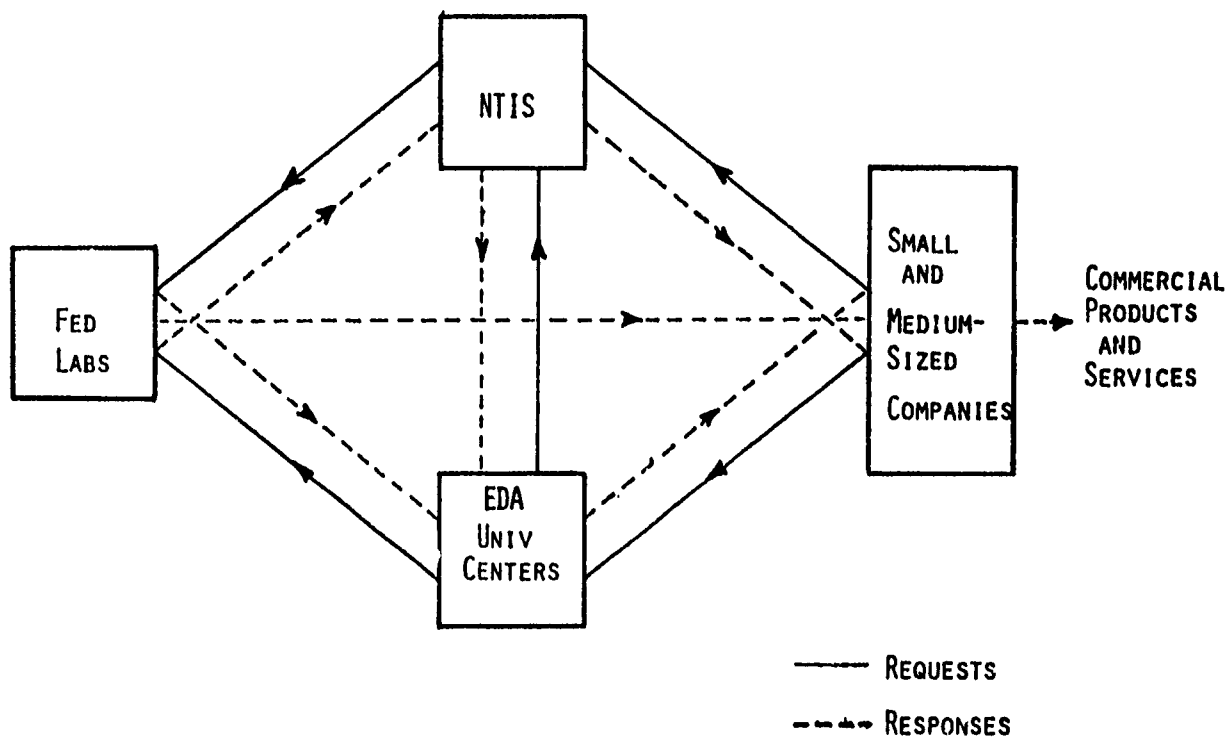 NTIS
FED
LABS
SMALL
AND
MEDIUM-
SIZED
COMPANIES
COMMERCIAL
PRODUCTS
AND
SERVICES
EDA
UNIV
CENTERS
REQUESTS
RESPONSES